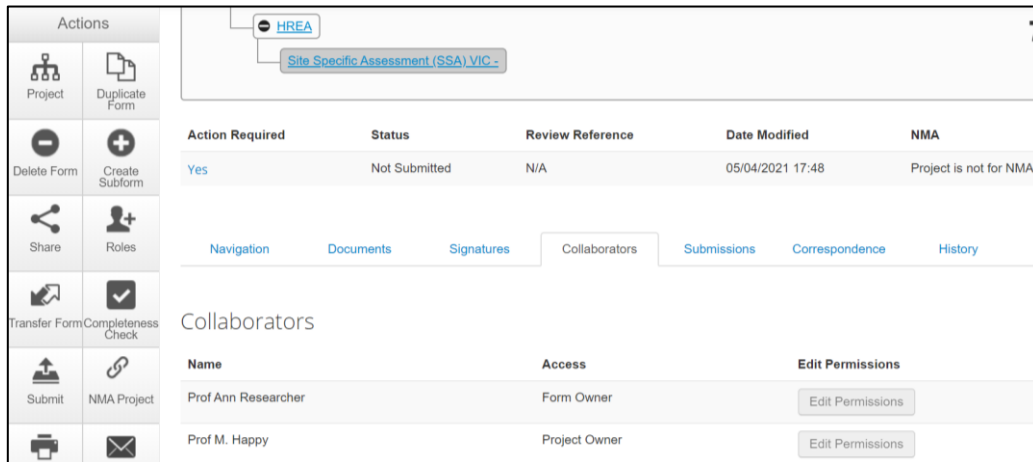 Actions
Project
Duplicate
Form
Delete Form
Create
Subform
Share
Roles
Transfer Form
Completeness
Check
Submit
NMA Project
HREA
Site Specific Assessment (SSA) VIC -
Action Required Status Review Reference Date Modified NMA
Yes Not Submitted N/A 05/04/2021 17:48 Project is not for NMA
Navigation Documents Signatures Collaborators Submissions Correspondence History
Collaborators
Name Access Edit Permissions
Prof Ann Researcher Form Owner Edit Permissions
Prof M. Happy Project Owner Edit Permissions